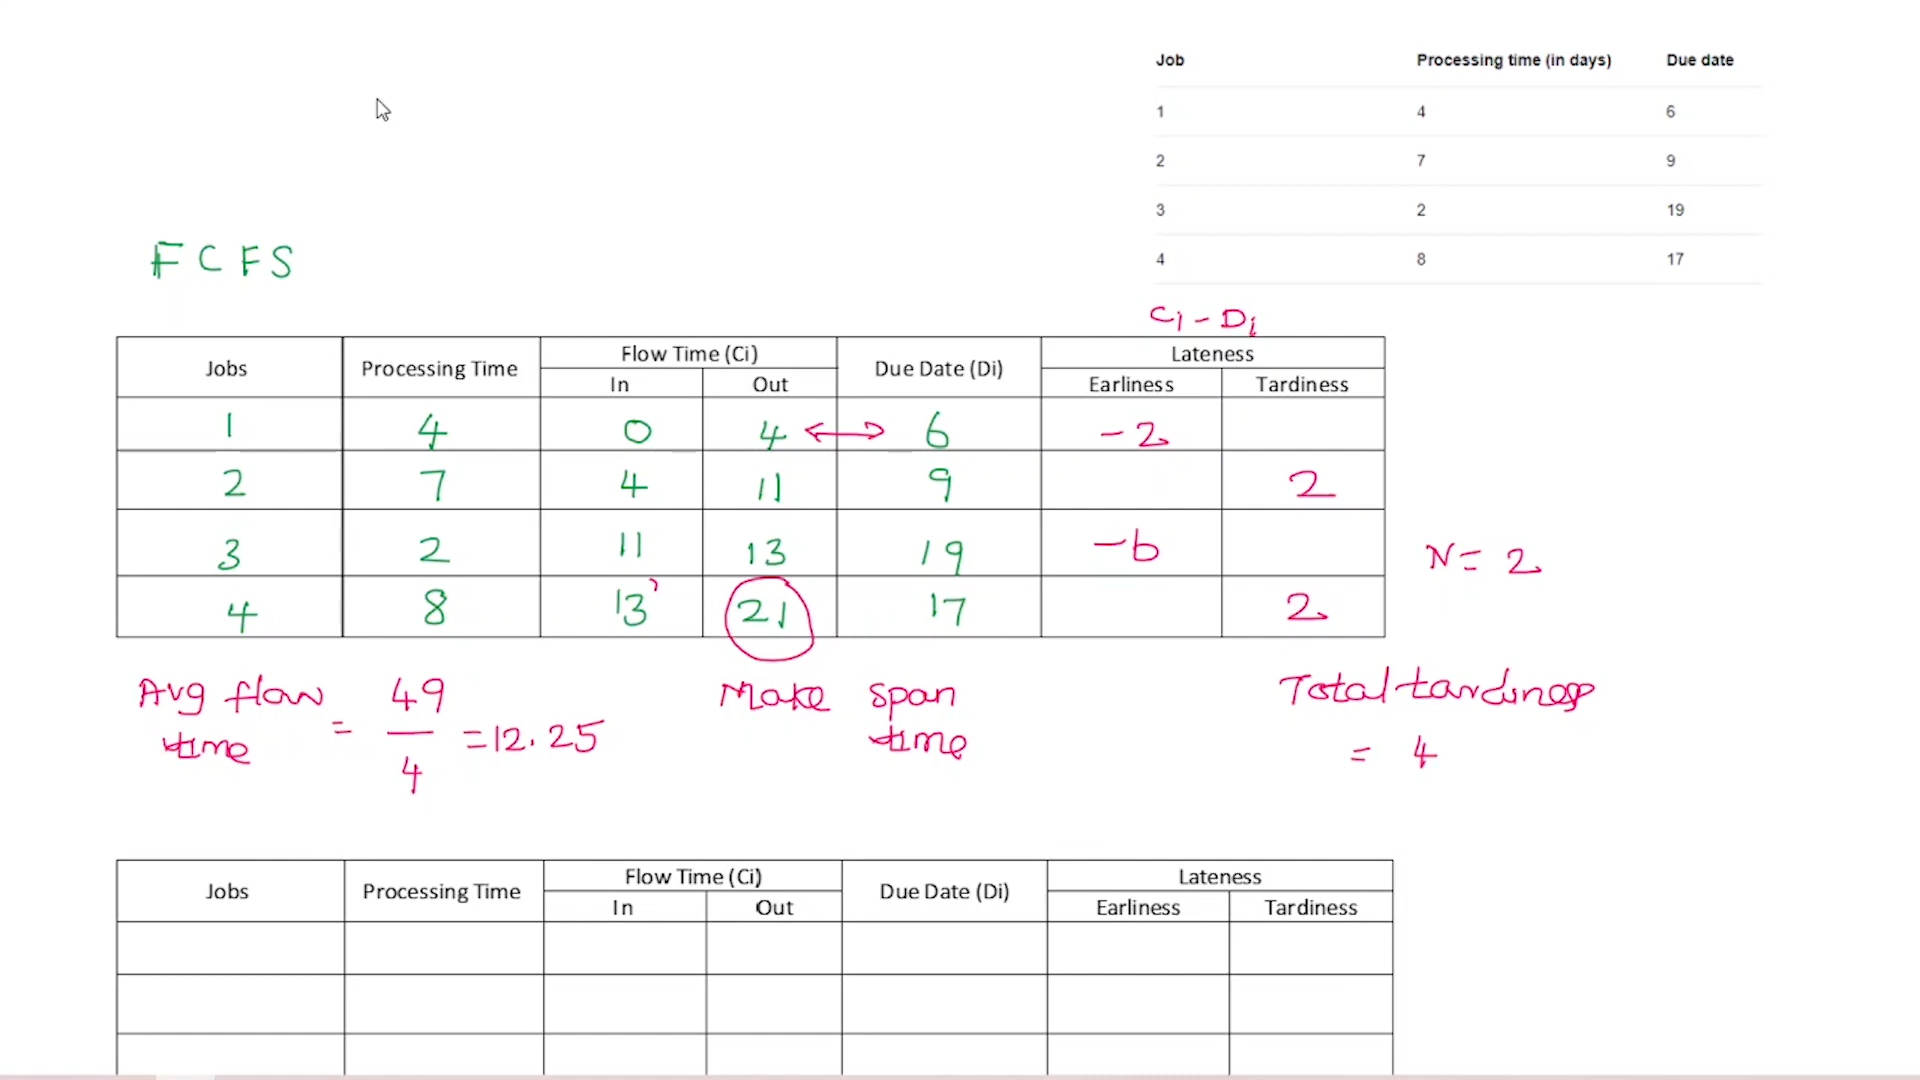 Job Processing time (in days) Due date
1 4 6
2 7 9
3 2 19
4 8 17
FCFS
Ci - Di
Jobs Processing Time Flow Time (Ci) Due Date (Di) Lateness
In Out Earliness Tardiness
1 4 0 4 6 -2
2 7 4 11 9 2
3 2 11 13 19 -6
4 8 13 21 17 2
N = 2
Avg flow time = 49/4 = 12.25
Make span time
Total tardiness = 4
Jobs Processing Time Flow Time (Ci) Due Date (Di) Lateness
In Out Earliness Tardiness